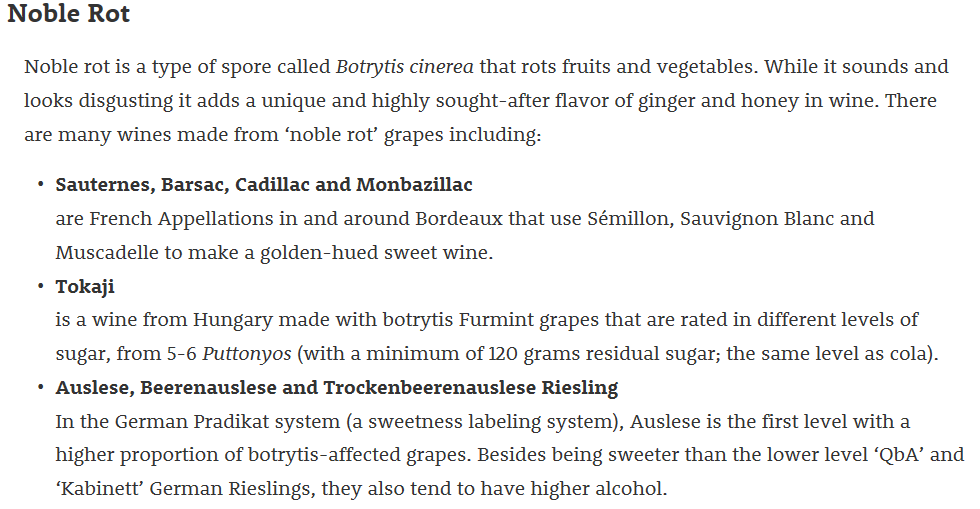 Noble Rot
Noble rot is a type of spore called Botrytis cinerea that rots fruits and vegetables. While it sounds and
looks disgusting it adds a unique and highly sought-after flavor of ginger and honey in wine. There
are many wines made from ‘noble rot’ grapes including:
• Sauternes, Barsac, Cadillac and Monbazillac
are French Appellations in and around Bordeaux that use Sémillon, Sauvignon Blanc and
Muscadelle to make a golden-hued sweet wine.
• Tokaji
is a wine from Hungary made with botrytis Furmint grapes that are rated in different levels of
sugar, from 5-6 Puttonyos (with a minimum of 120 grams residual sugar; the same level as cola).
• Auslese, Beerenauslese and Trockenbeerenauslese Riesling
In the German Pradikat system (a sweetness labeling system), Auslese is the first level with a
higher proportion of botrytis-affected grapes. Besides being sweeter than the lower level ‘QbA’ and
‘Kabinett’ German Rieslings, they also tend to have higher alcohol.